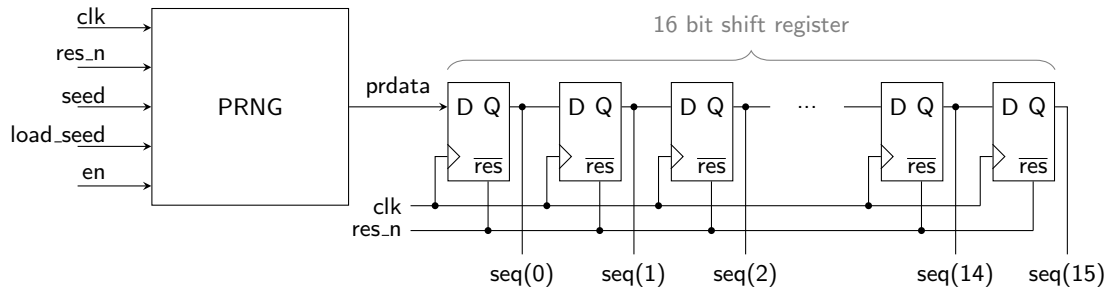 16 bit shift register
clk
res_n
seed
load_seed
en
PRNG
prdata
D Q
res
D Q
res
D Q
res
...
D Q
res
D Q
res
clk
res_n
seq(0)
seq(1)
seq(2)
seq(14)
seq(15)